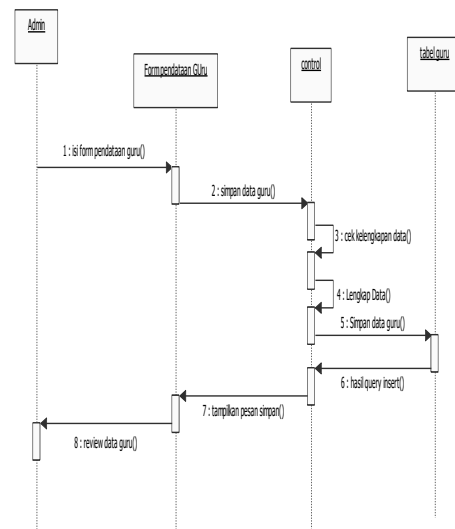 Admin
Form pendataan GUru
control
tabel guru
1 : isi form pendataan guru()
2 : simpan data guru()
3 : cek kelengkapan data()
4 : Lengkap Data()
5 : Simpan data guru()
6 : hasil query insert()
7 : tampilkan pesan simpan()
8 : review data guru()